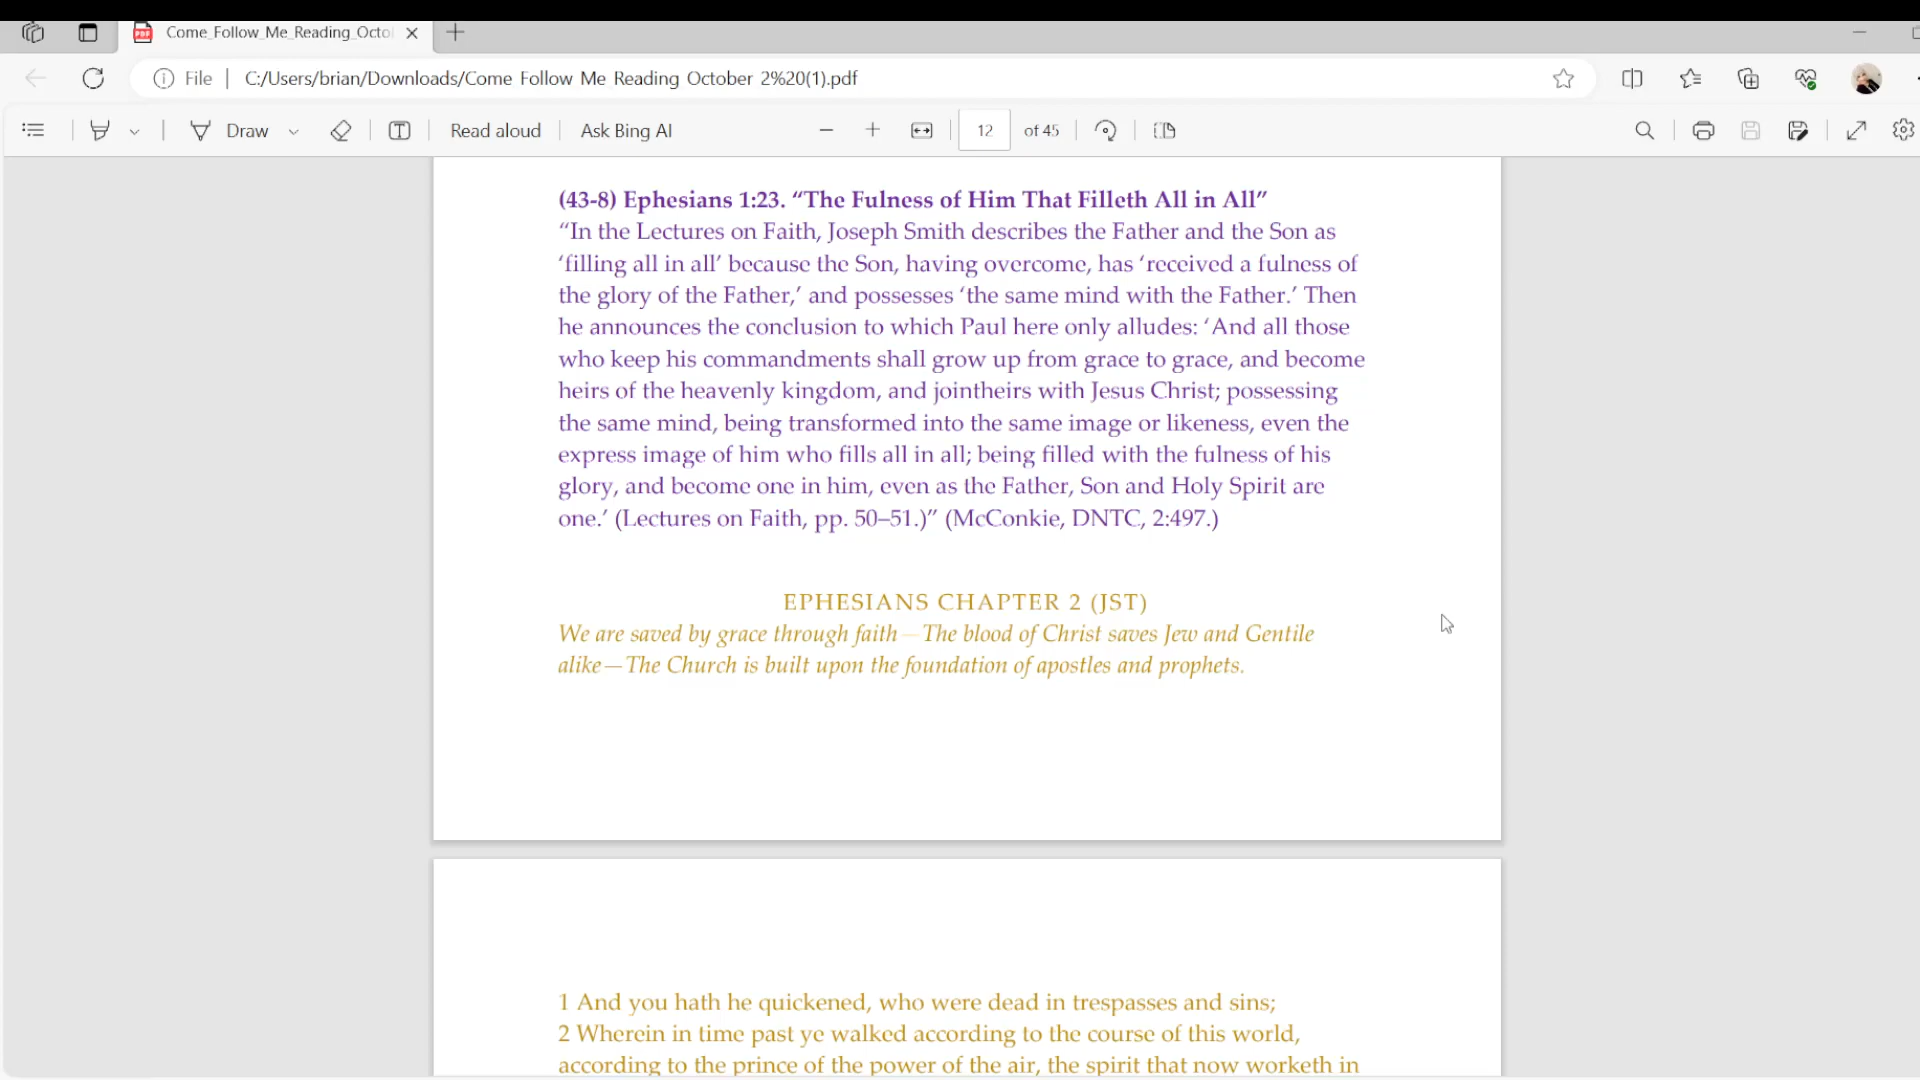 Come_Follow_Me_Reading_Octo
File | C:/Users/brian/Downloads/Come Follow Me Reading October 2%20(1).pdf
Draw
Read aloud
Ask Bing AI
12 of 45
(43-8) Ephesians 1:23. “The Fulness of Him That Filleth All in All”
“In the Lectures on Faith, Joseph Smith describes the Father and the Son as
‘filling all in all’ because the Son, having overcome, has ‘received a fulness of
the glory of the Father,’ and possesses ‘the same mind with the Father.’ Then
he announces the conclusion to which Paul here only alludes: ‘And all those
who keep his commandments shall grow up from grace to grace, and become
heirs of the heavenly kingdom, and jointheirs with Jesus Christ; possessing
the same mind, being transformed into the same image or likeness, even the
express image of him who fills all in all; being filled with the fulness of his
glory, and become one in him, even as the Father, Son and Holy Spirit are
one.’ (Lectures on Faith, pp. 50–51.)” (McConkie, DNTC, 2:497.)
EPHESIANS CHAPTER 2 (JST)
We are saved by grace through faith—The blood of Christ saves Jew and Gentile
alike—The Church is built upon the foundation of apostles and prophets.
1 And you hath he quickened, who were dead in trespasses and sins;
2 Wherein in time past ye walked according to the course of this world,
according to the prince of the power of the air, the spirit that now worketh in